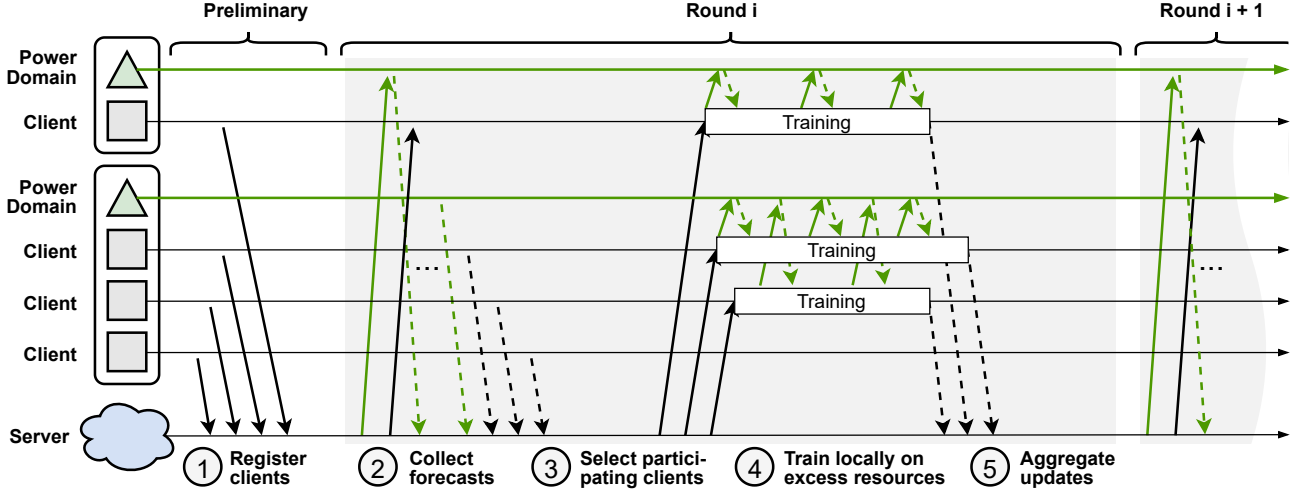 Preliminary
Round i
Round i + 1
Power
Domain
Client
Training
Power
Domain
Client
Training
...
...
Client
Training
Client
Server
1
Register
clients
2
Collect
forecasts
3
Select partici-
pating clients
4
Train locally on
excess resources
5
Aggregate
updates